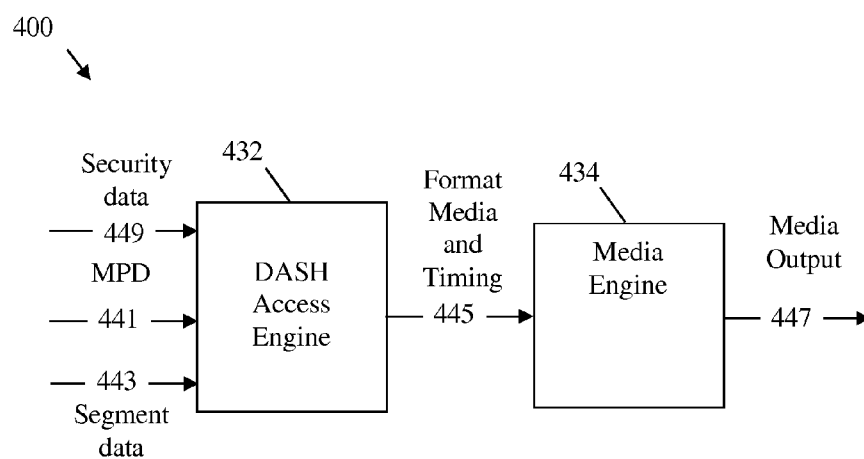 400
Security
data
449
MPD
441
443
Segment
data
432
DASH
Access
Engine
Format
Media
and
Timing
445
434
Media
Engine
Media
Output
447